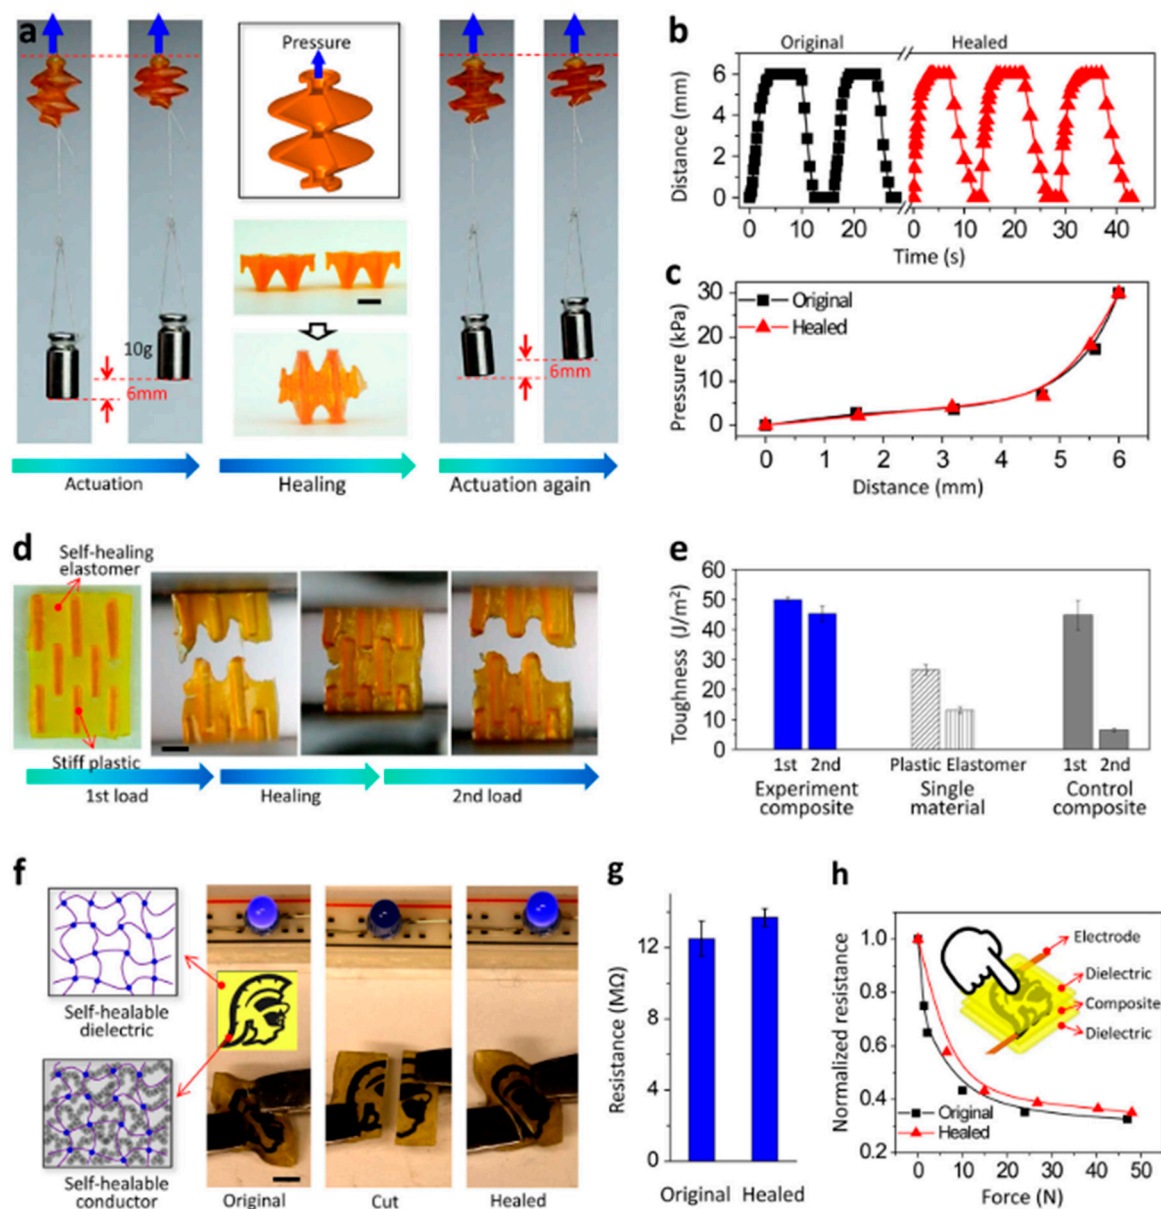 a
Pressure
10g
6mm
6mm
Actuation
Healing
Actuation again
b
Original
Healed
Distance (mm)
6
5
4
3
2
1
0
0
10
20
0
10
20
30
40
Time (s)
c
Pressure (kPa)
30
20
10
0
Original
Healed
0
1
2
3
4
5
6
Distance (mm)
d
Self-healing
elastomer
Stiff plastic
1st load
Healing
2nd load
e
Toughness (J/m²)
60
50
40
30
20
10
0
1st 2nd
Experiment
composite
Plastic Elastomer
Single
material
1st 2nd
Control
composite
f
Self-healable
dielectric
Self-healable
conductor
Original
Cut
Healed
g
Resistance (MΩ)
12
8
4
0
Original Healed
h
Normalized resistance
1.0
0.8
0.6
0.4
0.2
Electrode
Dielectric
Composite
Dielectric
Original
Healed
0
10
20
30
40
50
Force (N)